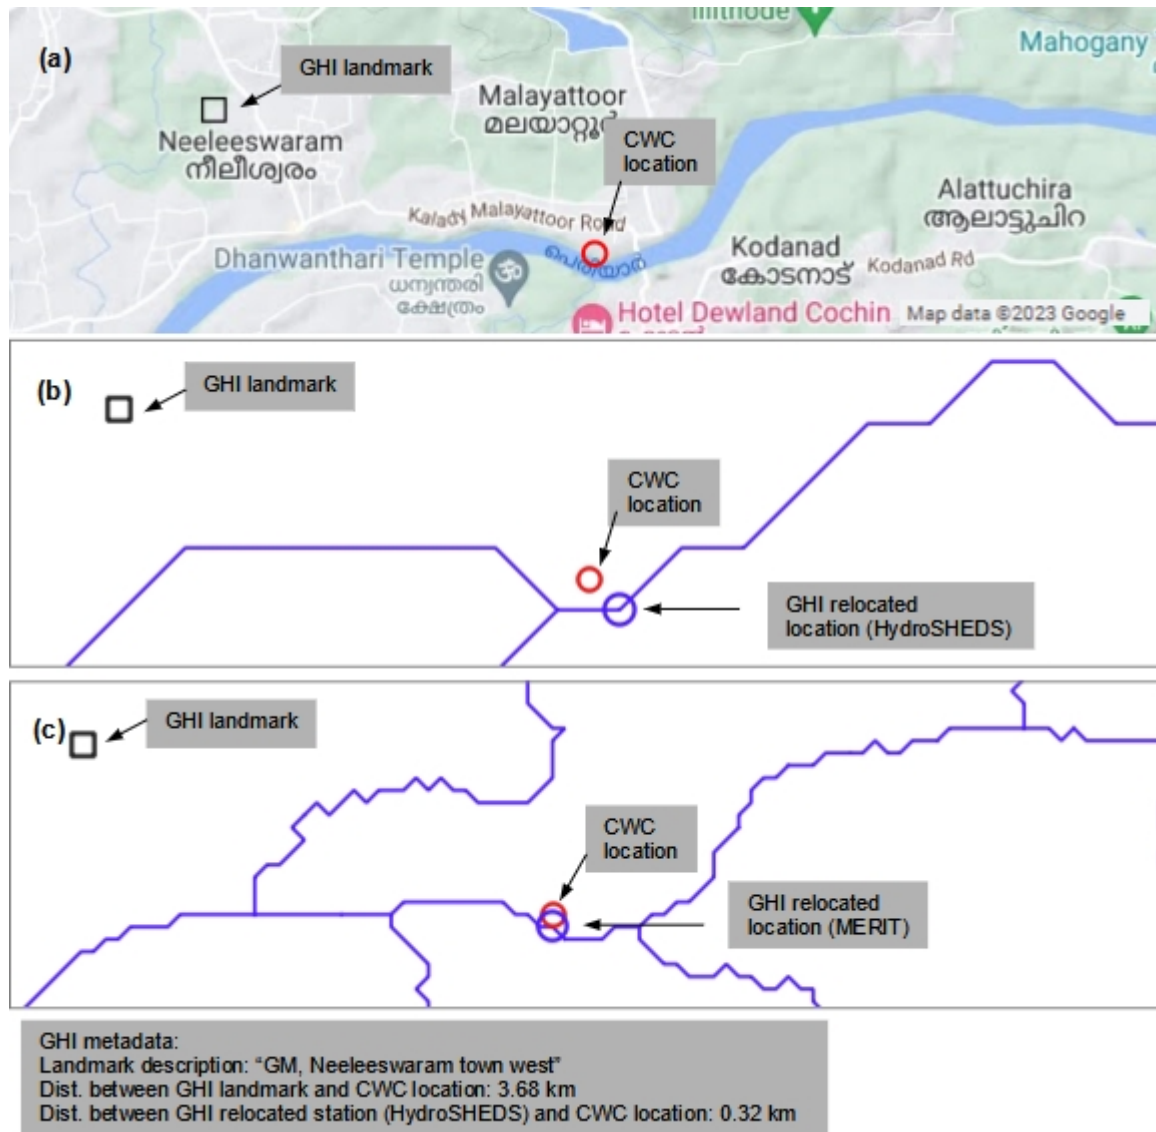 (a)
GHI landmark
Neeleeswaram
നീലീശ്വരം
Malayattoor
മലയാറ്റൂർ
Mahogany
CWC
location
Kalady Malayattoor Road
Alattuchira
ആലാട്ടുചിറ
Dhanwanthari Temple
ധന്വന്തരി
ക്ഷേത്രം
പെരിയാർ
Kodanad
കോടനാട്
Kodanad Rd
Hotel Dewland Cochin
Map data ©2023 Google
(b)
GHI landmark
CWC
location
GHI relocated
location (HydroSHEDS)
(c)
GHI landmark
CWC
location
GHI relocated
location (MERIT)
GHI metadata:
Landmark description: “GM, Neeleeswaram town west”
Dist. between GHI landmark and CWC location: 3.68 km
Dist. between GHI relocated station (HydroSHEDS) and CWC location: 0.32 km